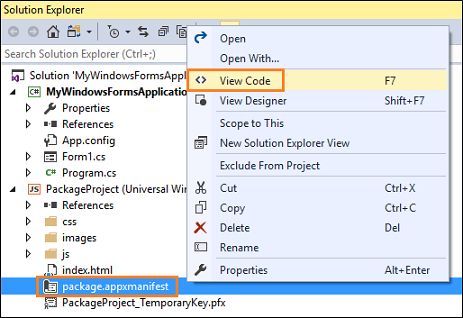 Solution Explorer
Search Solution Explorer (Ctrl+;)
Solution 'MyWindowsFormsAppl
C# MyWindowsFormsApplication
Properties
References
App.config
Form1.cs
C# Program.cs
JS PackageProject (Universal Win
References
css
images
js
index.html
package.appxmanifest
PackageProject_TemporaryKey.pfx
Open
Open With...
View Code F7
View Designer Shift+F7
Scope to This
New Solution Explorer View
Exclude From Project
Cut Ctrl+X
Copy Ctrl+C
Delete Del
Rename
Properties Alt+Enter